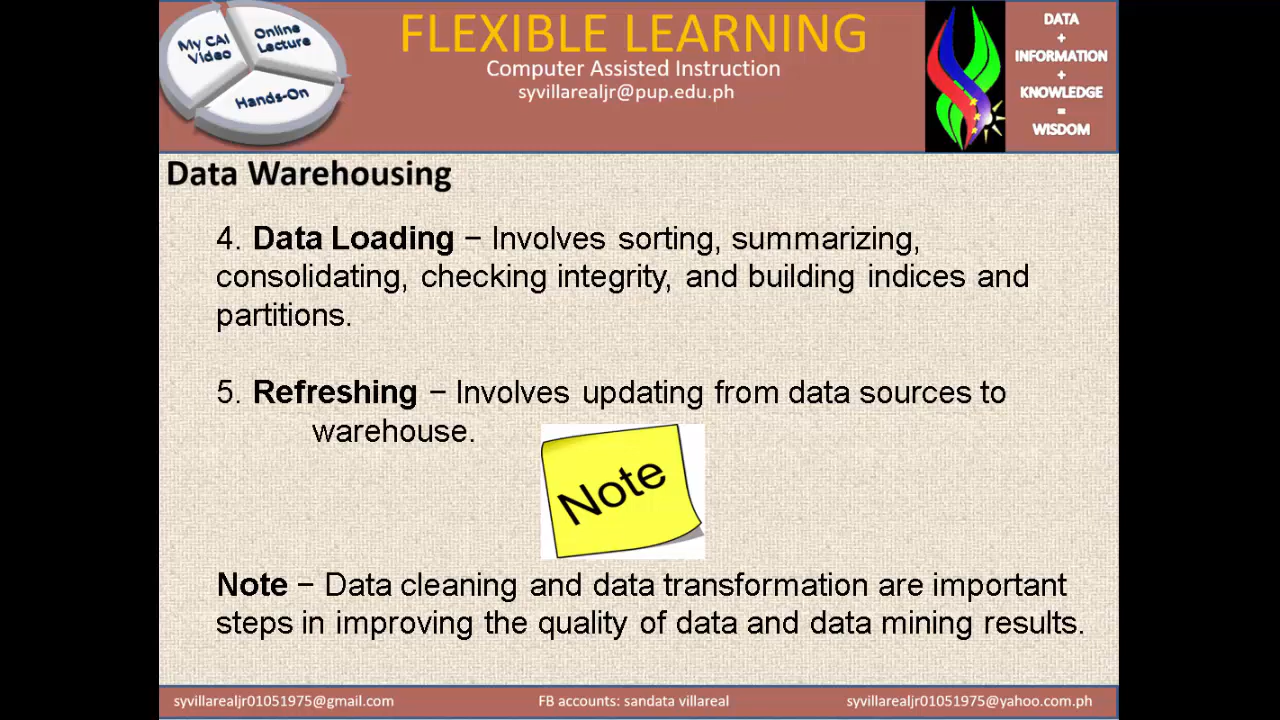 My CAI
Video
Online
Lecture
Hands-On
FLEXIBLE LEARNING
Computer Assisted Instruction
syvillarealjr@pup.edu.ph
DATA
+
INFORMATION
+
KNOWLEDGE
=
WISDOM
Data Warehousing
4. Data Loading − Involves sorting, summarizing,
consolidating, checking integrity, and building indices and
partitions.
5. Refreshing − Involves updating from data sources to
warehouse.
Note
Note − Data cleaning and data transformation are important
steps in improving the quality of data and data mining results.
syvillarealjr01051975@gmail.com
FB accounts: sandata villareal
syvillarealjr01051975@yahoo.com.ph